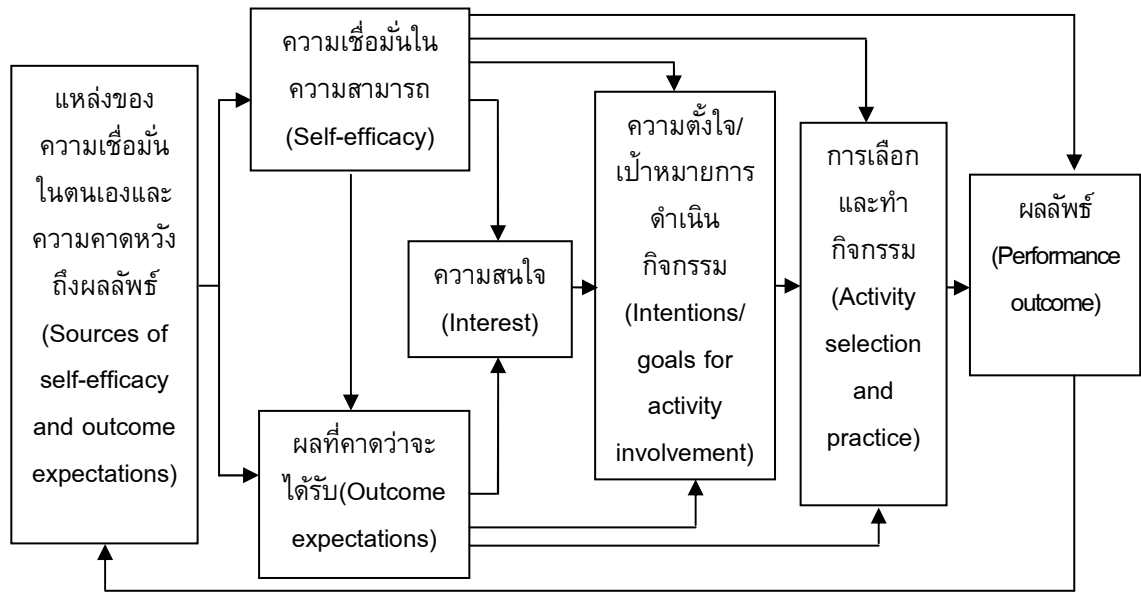 แหล่งของ
ความเชื่อมั่น
ในตนเองและ
ความคาดหวัง
ถึงผลลัพธ์
(Sources of
self-efficacy
and outcome
expectations)
ความเชื่อมั่นใน
ความสามารถ
(Self-efficacy)
ผลที่คาดว่าจะ
ได้รับ(Outcome
expectations)
ความสนใจ
(Interest)
ความตั้งใจ/
เป้าหมายการ
ดำเนิน
กิจกรรม
(Intentions/
goals for
activity
involvement)
การเลือก
และทำ
กิจกรรม
(Activity
selection
and
practice)
ผลลัพธ์
(Performance
outcome)